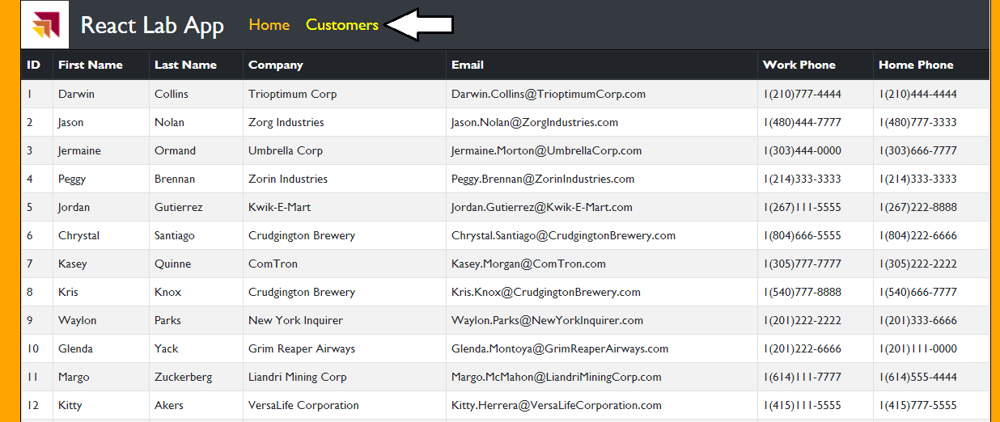 React Lab App Home Customers
ID First Name Last Name Company Email Work Phone Home Phone
1 Darwin Collins Trioptimum Corp Darwin.Collins@TrioptimumCorp.com 1(210)777-4444 1(210)444-4444
2 Jason Nolan Zorg Industries Jason.Nolan@ZorgIndustries.com 1(480)444-7777 1(480)777-3333
3 Jermaine Ormand Umbrella Corp Jermaine.Morton@UmbrellaCorp.com 1(303)444-0000 1(303)666-7777
4 Peggy Brennan Zorin Industries Peggy.Brennan@ZorinIndustries.com 1(214)333-3333 1(214)333-3333
5 Jordan Gutierrez Kwik-E-Mart Jordan.Gutierrez@Kwik-E-Mart.com 1(267)111-5555 1(267)222-8888
6 Chrystal Santiago Crudgington Brewery Chrystal.Santiago@CrudgingtonBrewery.com 1(804)666-5555 1(804)222-6666
7 Kasey Quinne ComTron Kasey.Morgan@ComTron.com 1(305)777-7777 1(305)222-2222
8 Kris Knox Crudgington Brewery Kris.Knox@CrudgingtonBrewery.com 1(540)777-8888 1(540)666-7777
9 Waylon Parks New York Inquirer Waylon.Parks@NewYorkInquirer.com 1(201)222-2222 1(201)333-6666
10 Glenda Yack Grim Reaper Airways Glenda.Montoya@GrimReaperAirways.com 1(201)222-6666 1(201)111-0000
11 Margo Zuckerberg Liandri Mining Corp Margo.McMahon@LiandriMiningCorp.com 1(614)111-7777 1(614)555-4444
12 Kitty Akers VersaLife Corporation Kitty.Herrera@VersaLifeCorporation.com 1(415)111-5555 1(415)777-5555